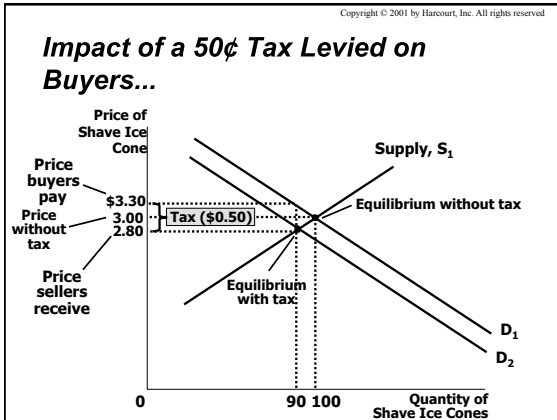 Copyright © 2001 by Harcourt, Inc. All rights reserved
Impact of a 50¢ Tax Levied on
Buyers...
Price of
Shave Ice
Cone
Supply, S1
Price
buyers
pay
$3.30
Tax ($0.50)
Equilibrium without tax
Price
without
tax
3.00
2.80
Price
sellers
receive
Equilibrium
with tax
D1
D2
0
90 100
Quantity of
Shave Ice Cones